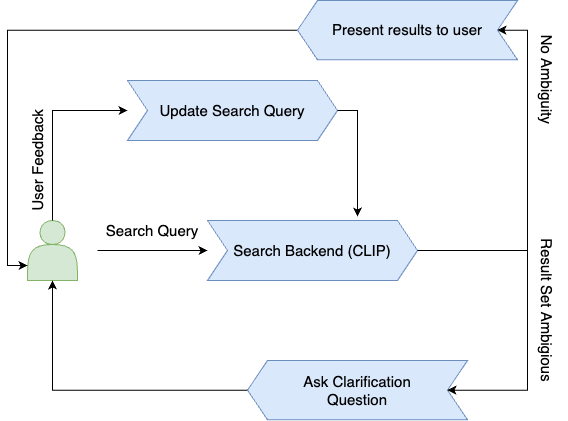 Present results to user
No Ambiguity
Update Search Query
User Feedback
Search Query
Search Backend (CLIP)
Result Set Ambigious
Ask Clarification
Question